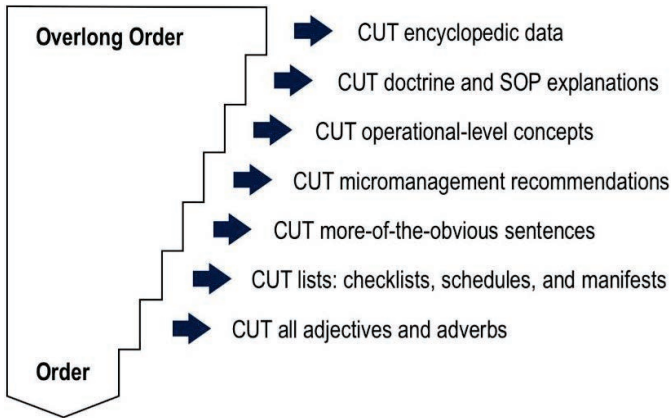 Overlong Order
CUT encyclopedic data
CUT doctrine and SOP explanations
CUT operational-level concepts
CUT micromanagement recommendations
CUT more-of-the-obvious sentences
CUT lists: checklists, schedules, and manifests
CUT all adjectives and adverbs
Order